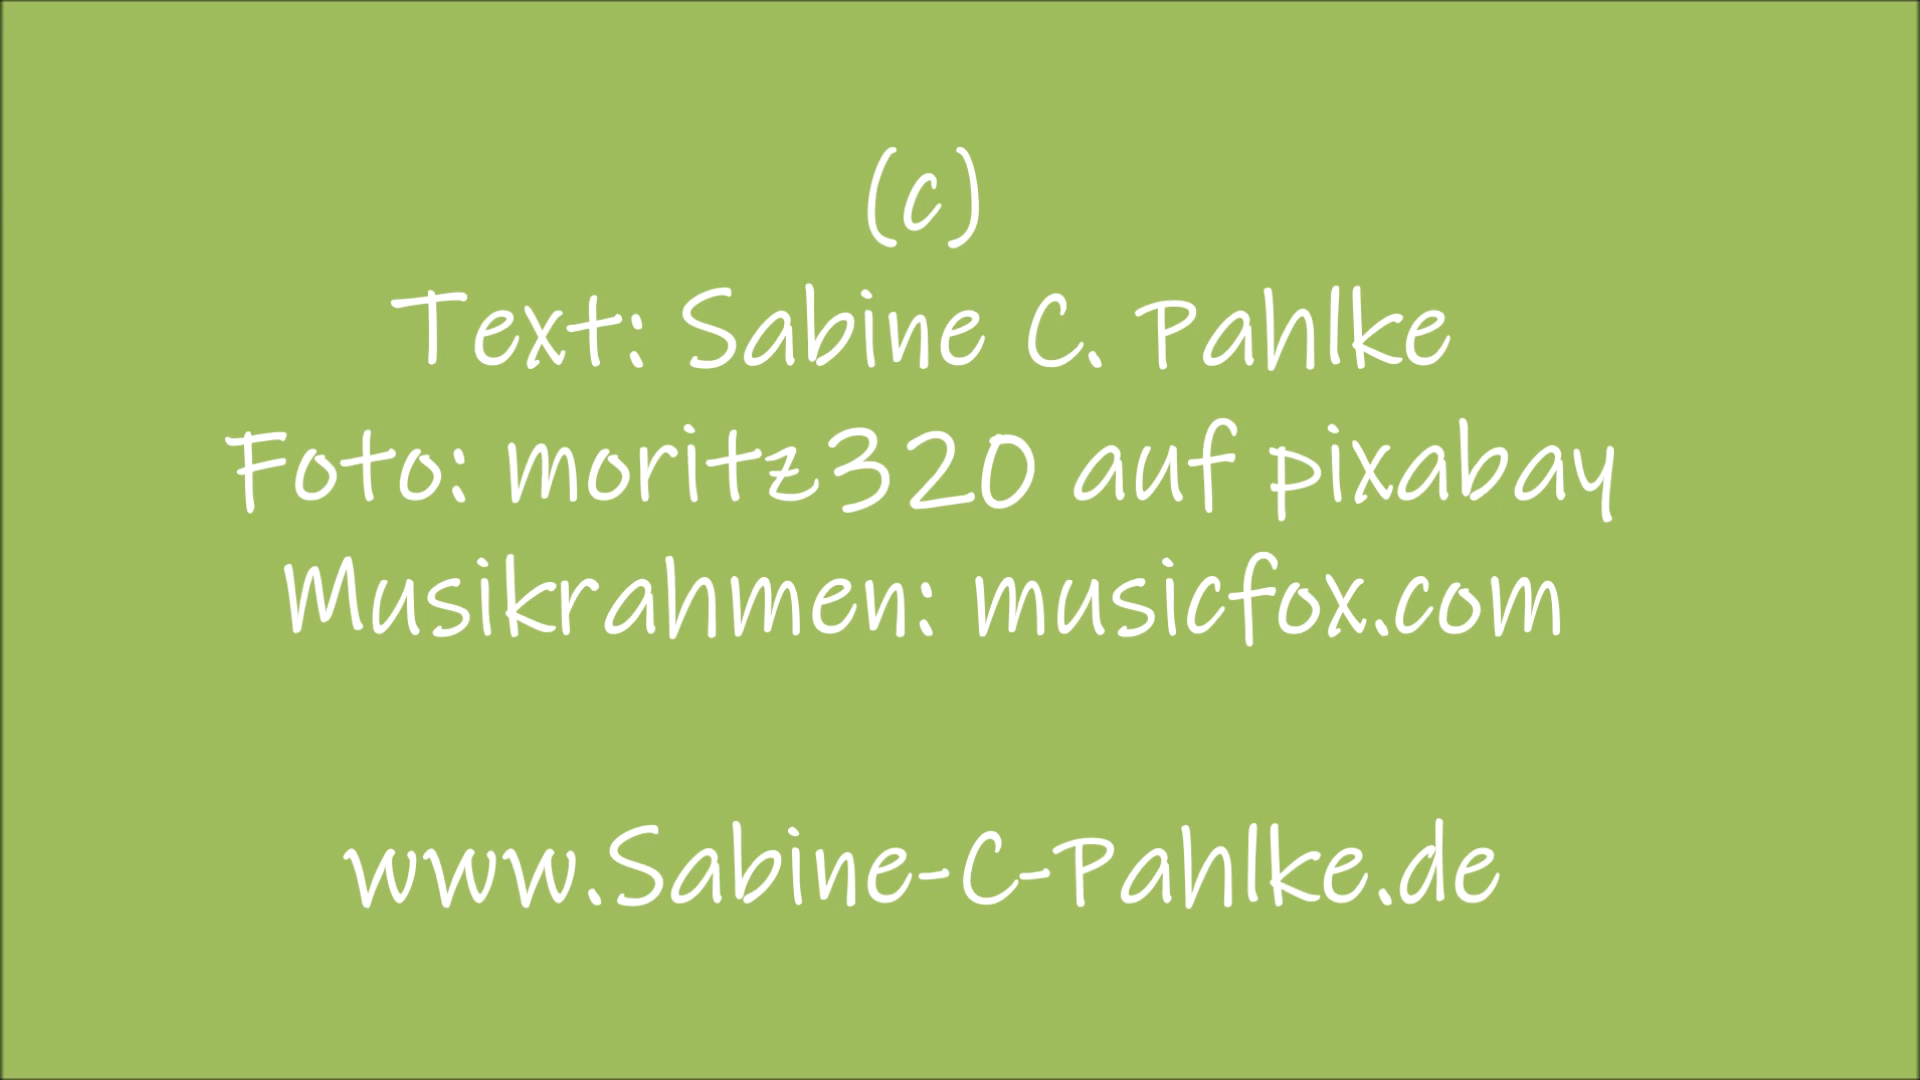 (c)
Text: Sabine C. Pahlke
Foto: moritz320 auf pixabay
Musikrahmen: musicfox.com
www.Sabine-C-Pahlke.de